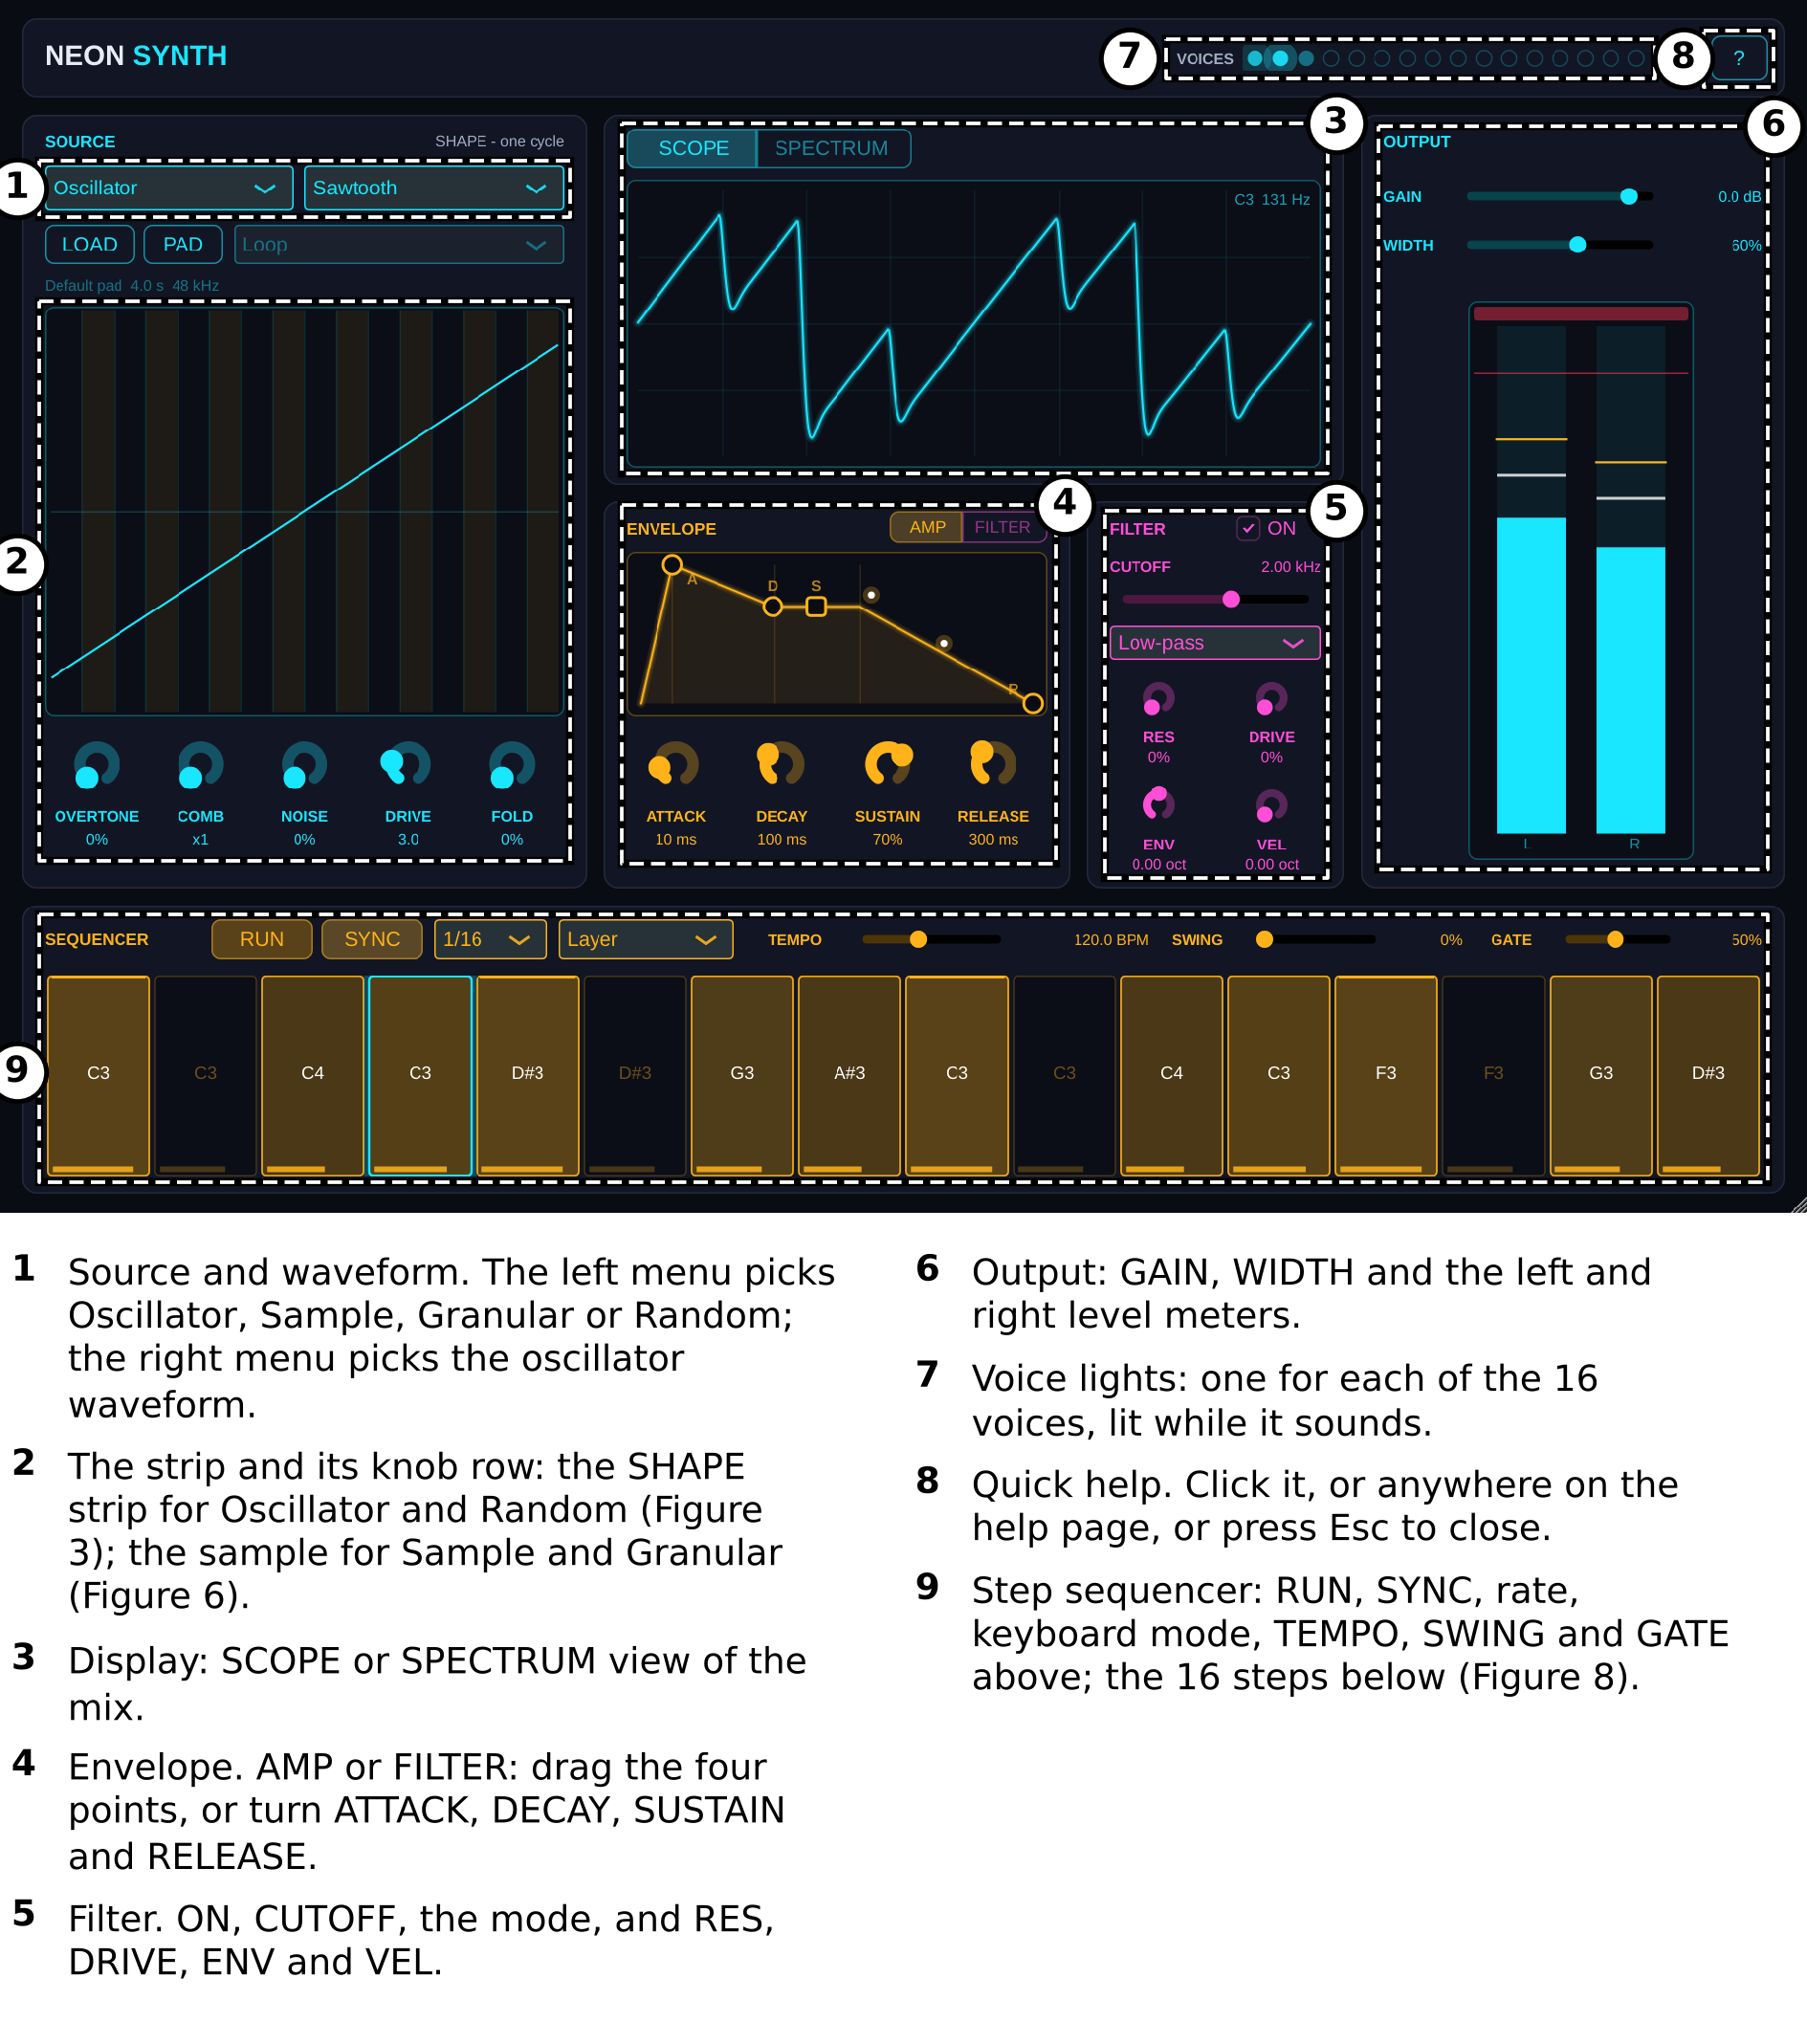 NEON SYNTH
7
VOICES
8
?
SOURCE
SHAPE - one cycle
1
Oscillator
Sawtooth
LOAD
PAD
Loop
Default pad 4.0 s 48 kHz
2
OVERTONE
COMB
NOISE
DRIVE
FOLD
0%
x1
0%
3.0
0%
3
SCOPE
SPECTRUM
C3 131 Hz
4
ENVELOPE
AMP
FILTER
A
D
S
R
ATTACK
DECAY
SUSTAIN
RELEASE
10 ms
100 ms
70%
300 ms
5
FILTER
ON
CUTOFF
2.00 kHz
Low-pass
RES
DRIVE
0%
0%
ENV
VEL
0.00 oct
0.00 oct
6
OUTPUT
GAIN
0.0 dB
WIDTH
60%
L
R
9
SEQUENCER
RUN
SYNC
1/16
Layer
TEMPO
120.0 BPM
SWING
0%
GATE
50%
C3
C3
C4
C3
D#3
D#3
G3
A#3
C3
C3
C4
C3
F3
F3
G3
D#3
1 Source and waveform. The left menu picks
Oscillator, Sample, Granular or Random;
the right menu picks the oscillator
waveform.
2 The strip and its knob row: the SHAPE
strip for Oscillator and Random (Figure
3); the sample for Sample and Granular
(Figure 6).
3 Display: SCOPE or SPECTRUM view of the
mix.
4 Envelope. AMP or FILTER: drag the four
points, or turn ATTACK, DECAY, SUSTAIN
and RELEASE.
5 Filter. ON, CUTOFF, the mode, and RES,
DRIVE, ENV and VEL.
6 Output: GAIN, WIDTH and the left and
right level meters.
7 Voice lights: one for each of the 16
voices, lit while it sounds.
8 Quick help. Click it, or anywhere on the
help page, or press Esc to close.
9 Step sequencer: RUN, SYNC, rate,
keyboard mode, TEMPO, SWING and GATE
above; the 16 steps below (Figure 8).